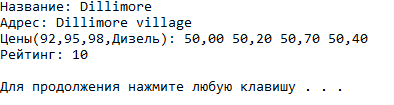 Название: Dillimore
Адрес: Dillimore village
Цены(92,95,98,Дизель): 50,00 50,20 50,70 50,40
Рейтинг: 10
Для продолжения нажмите любую клавишу . . .